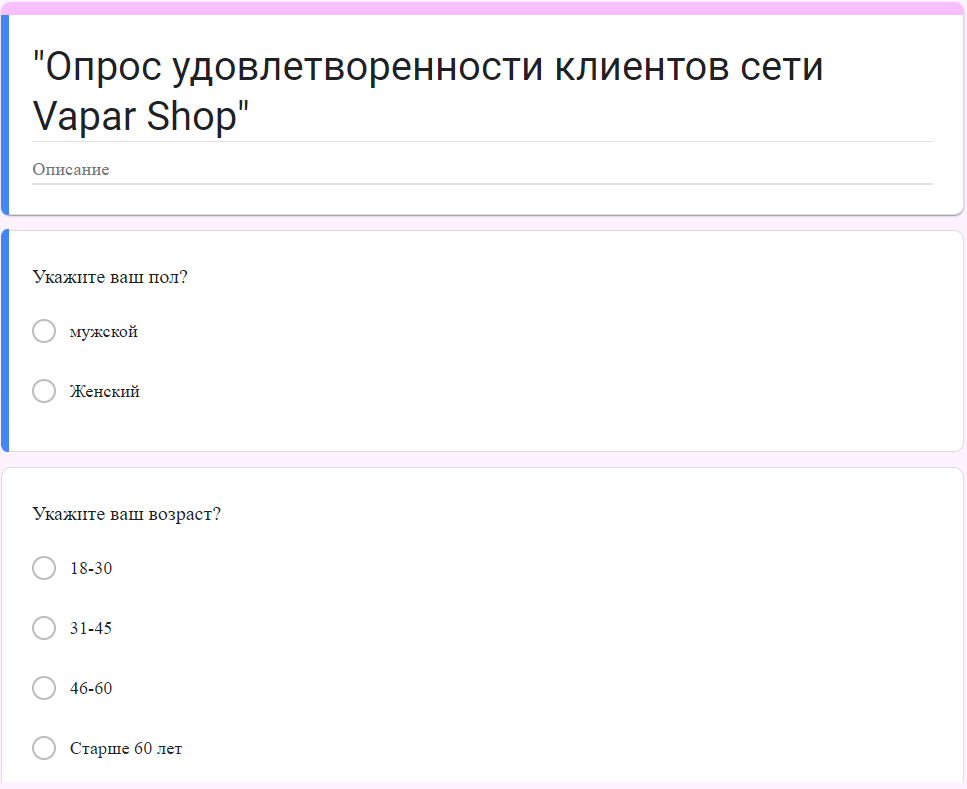 "Опрос удовлетворенности клиентов сети
Vapar Shop"
Описание
Укажите ваш пол?
мужской
Женский
Укажите ваш возраст?
18-30
31-45
46-60
Старше 60 лет